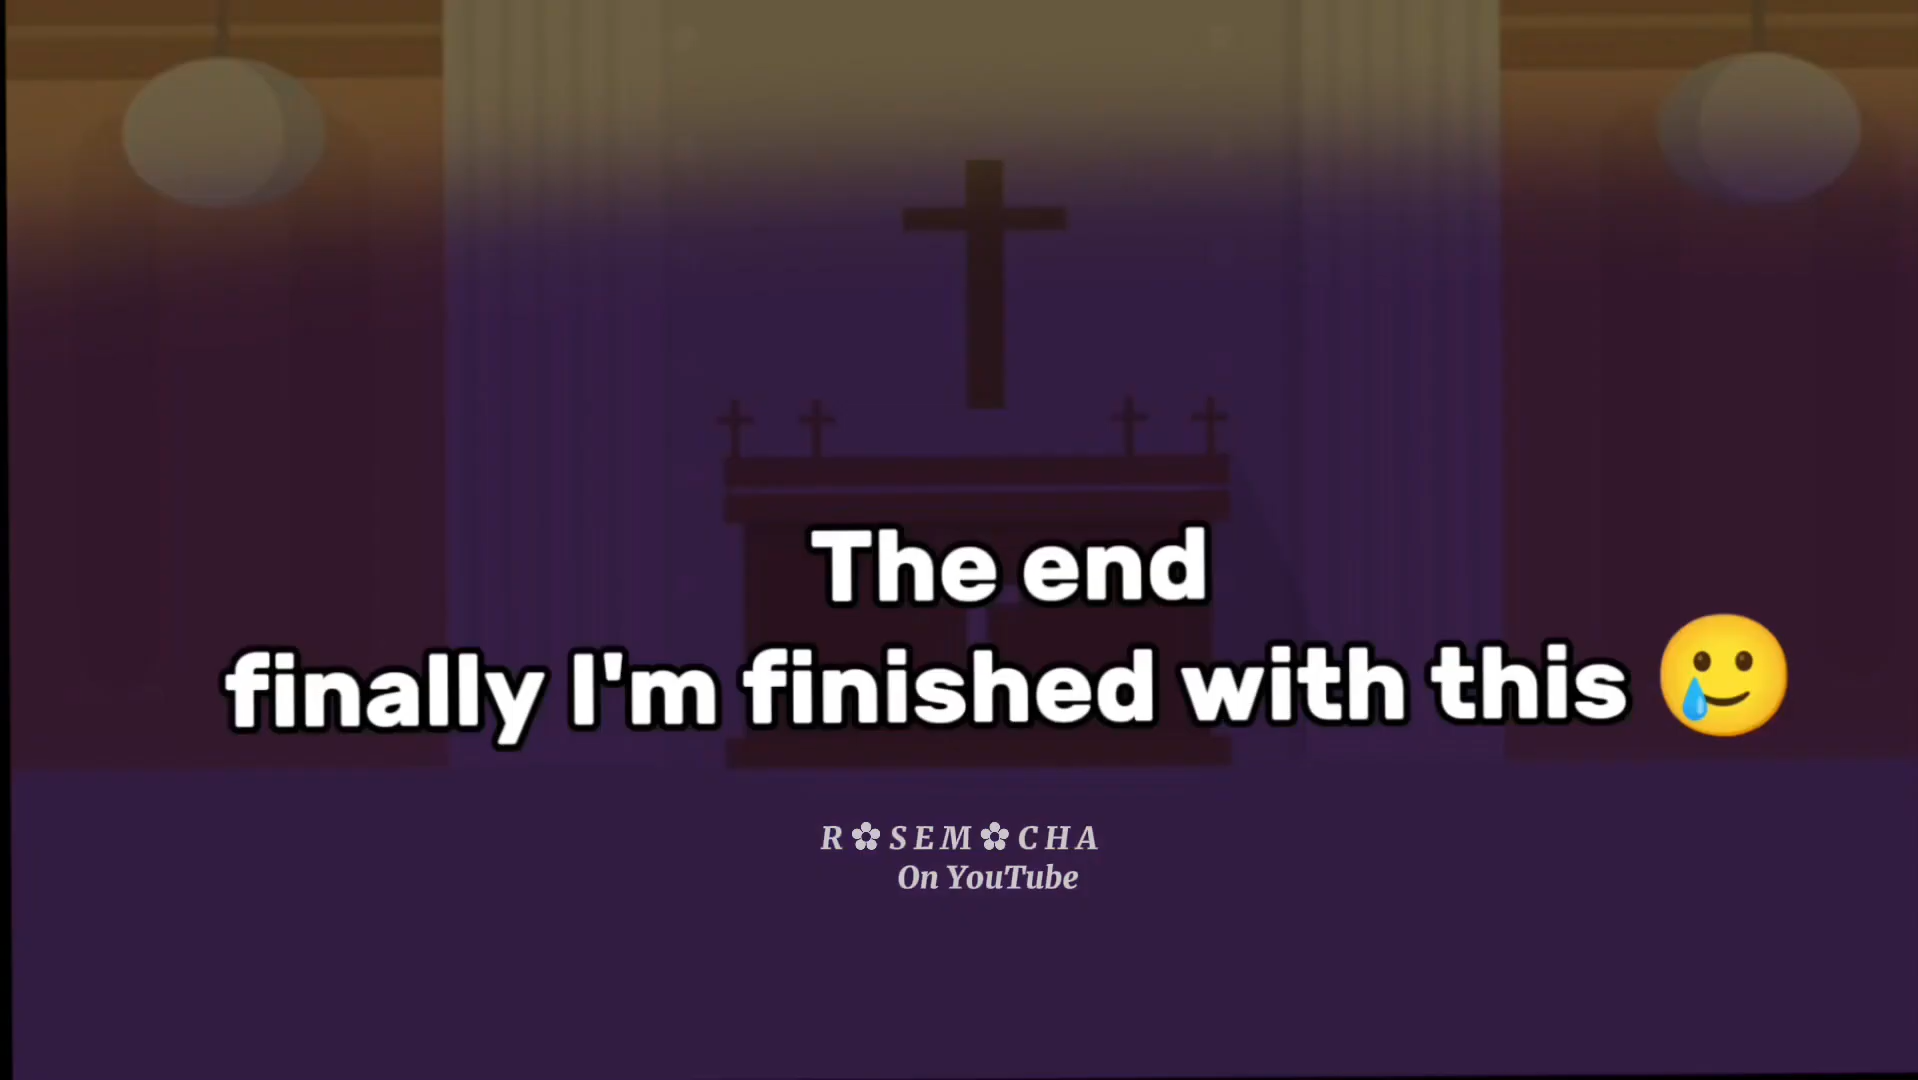 The end
finally I'm finished with this 🥲
R✿SEM✿CHA
On YouTube